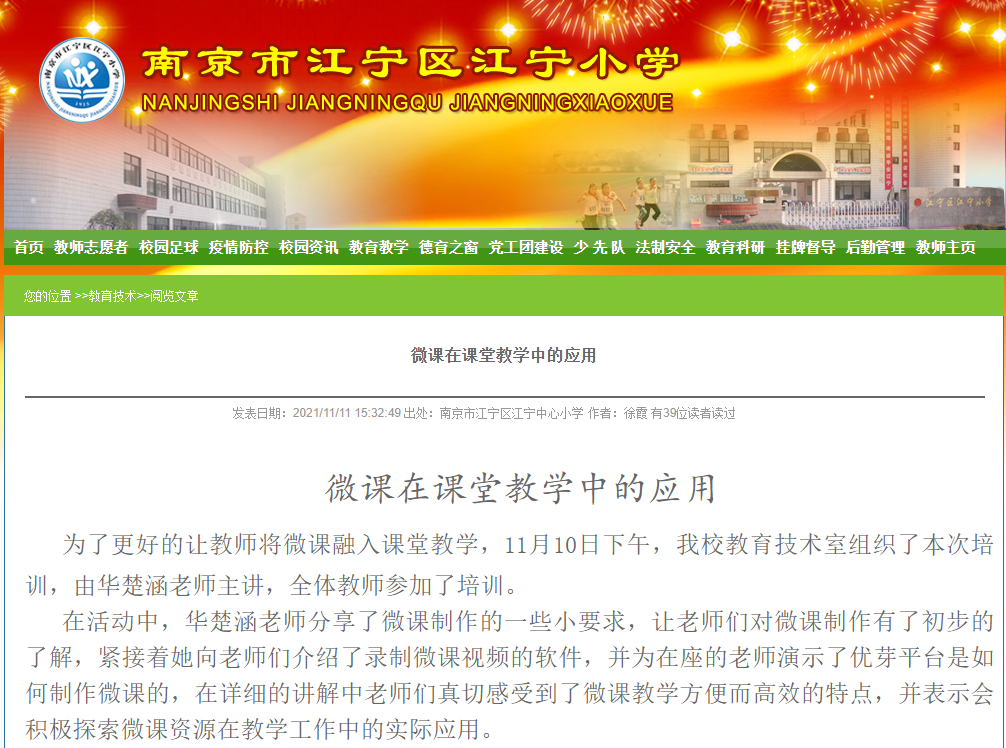 南京市江宁区江宁小学
NANJINGSHI JIANGNINGQU JIANGNINGXIAOXUE
江宁区江宁小学
首页 教师志愿者 校园足球 疫情防控 校园资讯 教育教学 德育之窗 党工团建设 少 先 队 法制安全 教育科研 挂牌督导 后勤管理 教师主页
您的位置 >>教育技术>>阅览文章
微课在课堂教学中的应用
发表日期：2021/11/11 15:32:49 出处：南京市江宁区江宁中心小学 作者：徐霞 有39位读者读过
微课在课堂教学中的应用
为了更好的让教师将微课融入课堂教学，11月10日下午，我校教育技术室组织了本次培
训，由华楚涵老师主讲，全体教师参加了培训。
在活动中，华楚涵老师分享了微课制作的一些小要求，让老师们对微课制作有了初步的
了解，紧接着她向老师们介绍了录制微课视频的软件，并为在座的老师演示了优芽平台是如
何制作微课的，在详细的讲解中老师们真切感受到了微课教学方便而高效的特点，并表示会
积极探索微课资源在教学工作中的实际应用。